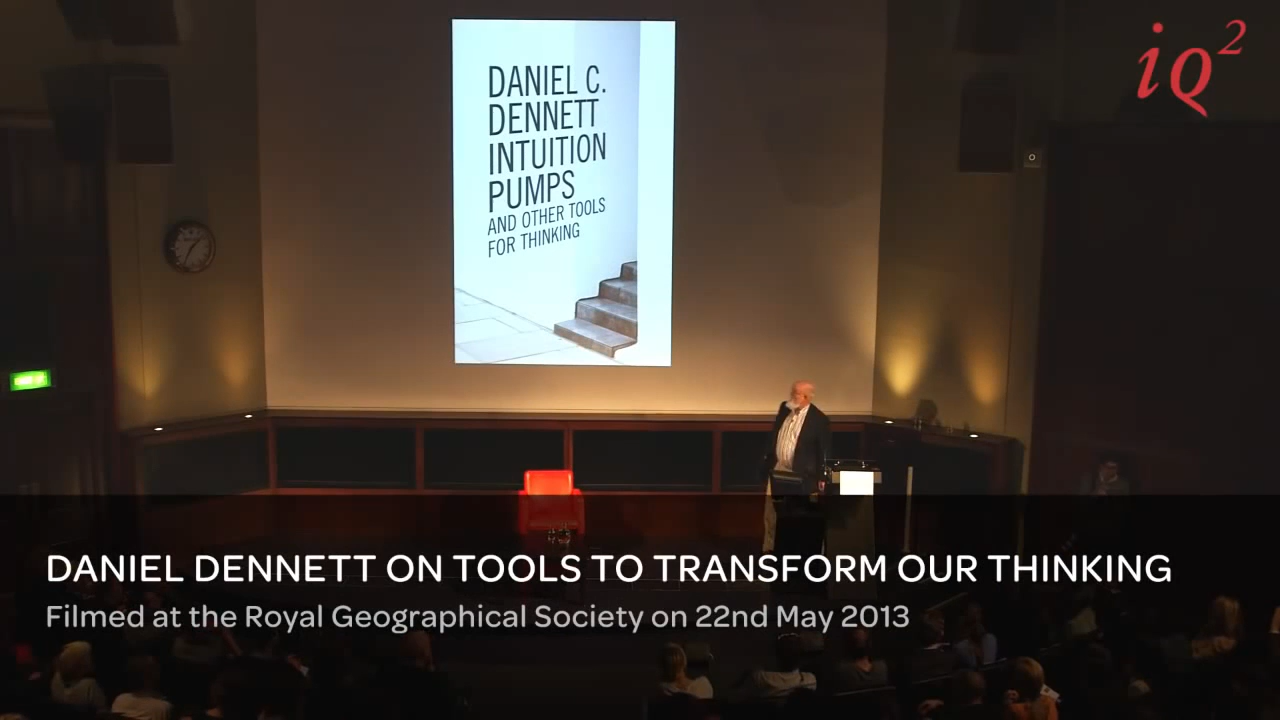 iq2
DANIEL C.
DENNETT
INTUITION
PUMPS
AND OTHER TOOLS
FOR THINKING
DANIEL DENNETT ON TOOLS TO TRANSFORM OUR THINKING
Filmed at the Royal Geographical Society on 22nd May 2013